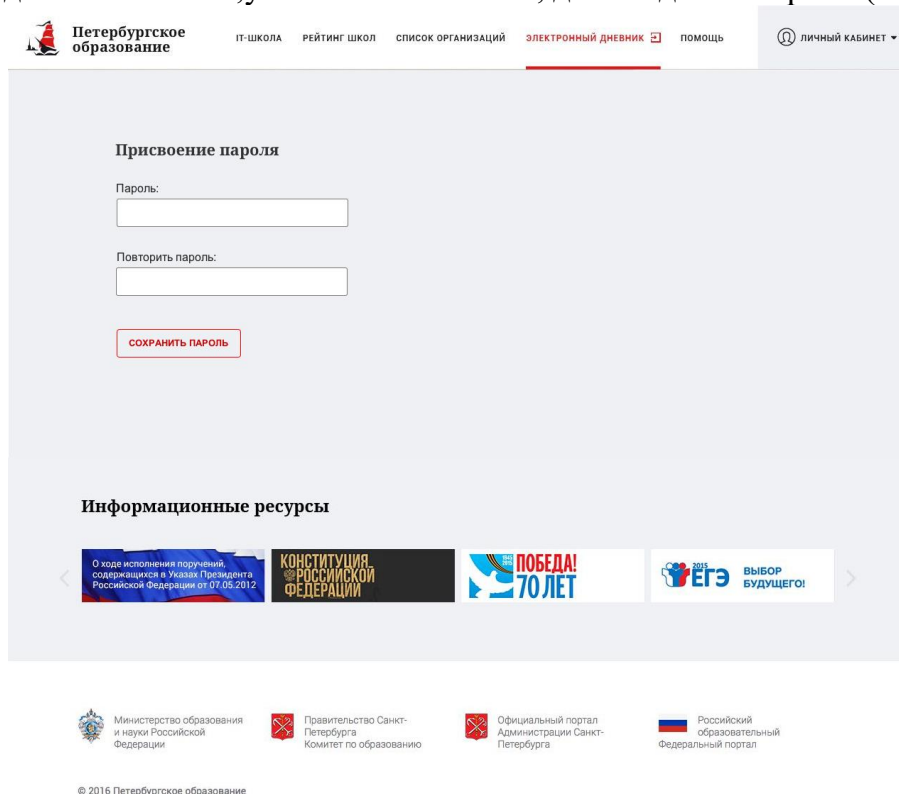 Петербургское
образование
IT-ШКОЛА РЕЙТИНГ ШКОЛ СПИСОК ОРГАНИЗАЦИЙ ЭЛЕКТРОННЫЙ ДНЕВНИК ПОМОЩЬ ЛИЧНЫЙ КАБИНЕТ
Присвоение пароля
Пароль:
Повторить пароль:
СОХРАНИТЬ ПАРОЛЬ
Информационные ресурсы
О ходе исполнения поручений,
содержащихся в Указах Президента
Российской Федерации от 07.05.2012
КОНСТИТУЦИЯ
РОССИЙСКОЙ
ФЕДЕРАЦИИ
1945
2015
ПОБЕДА!
70 ЛЕТ
2015
ЕГЭ
ВЫБОР
БУДУЩЕГО!
Министерство образования
и науки Российской
Федерации
Правительство Санкт-
Петербурга
Комитет по образованию
Официальный портал
Администрации Санкт-
Петербурга
Российский
образовательный
Федеральный портал
© 2016 Петербургское образование